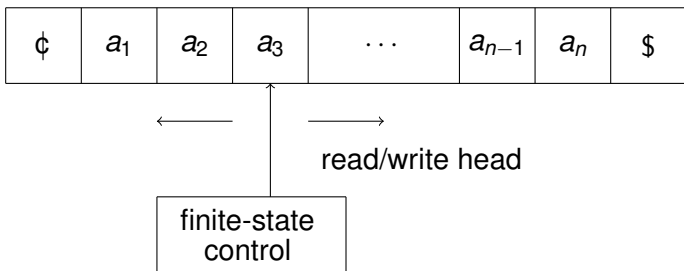 ¢ a₁ a₂ a₃ ⋯ aₙ₋₁ aₙ $
read/write head
finite-state
control